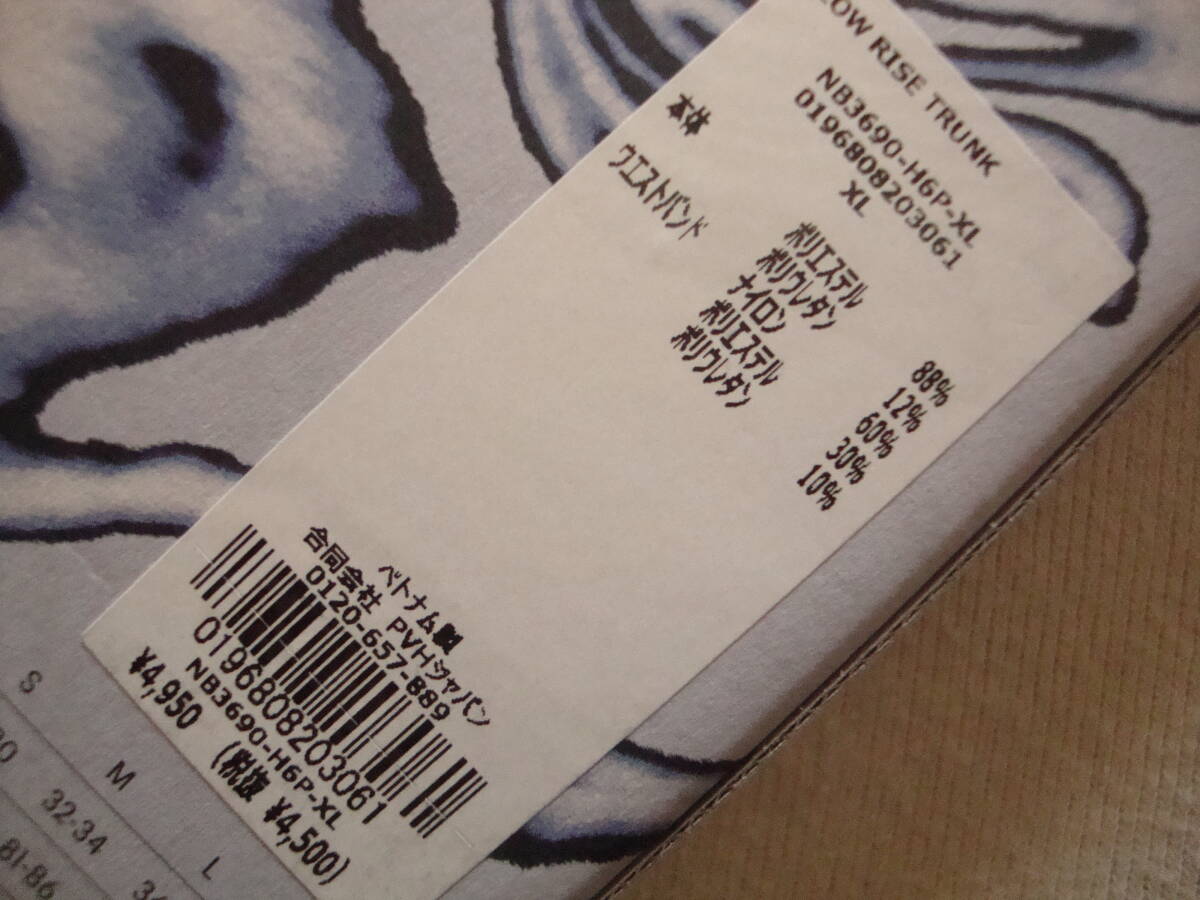 LOW RISE TRUNK
NB3690-H6P-XL
0196808203061
XL
本体
ポリエステル 88%
ポリウレタン 12%
ウエストバンド
ナイロン 60%
ポリエステル 30%
ポリウレタン 10%
ベトナム製
合同会社 PVHジャパン
0120-657-889
0196808203061
NB3690-H6P-XL
¥4,950 (税抜 ¥4,500)
S M L
32-34
81-86